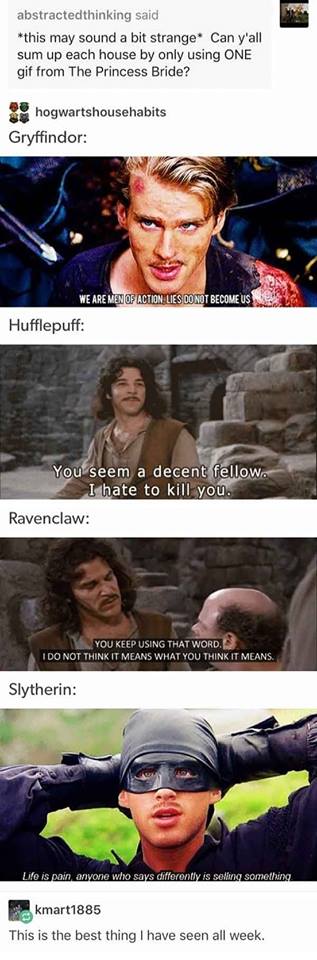 abstractedthinking said
*this may sound a bit strange*  Can y'all
sum up each house by only using ONE
gif from The Princess Bride?
hogwartshousehabits
Gryffindor:
WE ARE MEN OF ACTION. LIES DO NOT BECOME US
Hufflepuff:
You seem a decent fellow.
I hate to kill you.
Ravenclaw:
YOU KEEP USING THAT WORD.
I DO NOT THINK IT MEANS WHAT YOU THINK IT MEANS.
Slytherin:
Life is pain, anyone who says differently is selling something
kmart1885
This is the best thing I have seen all week.